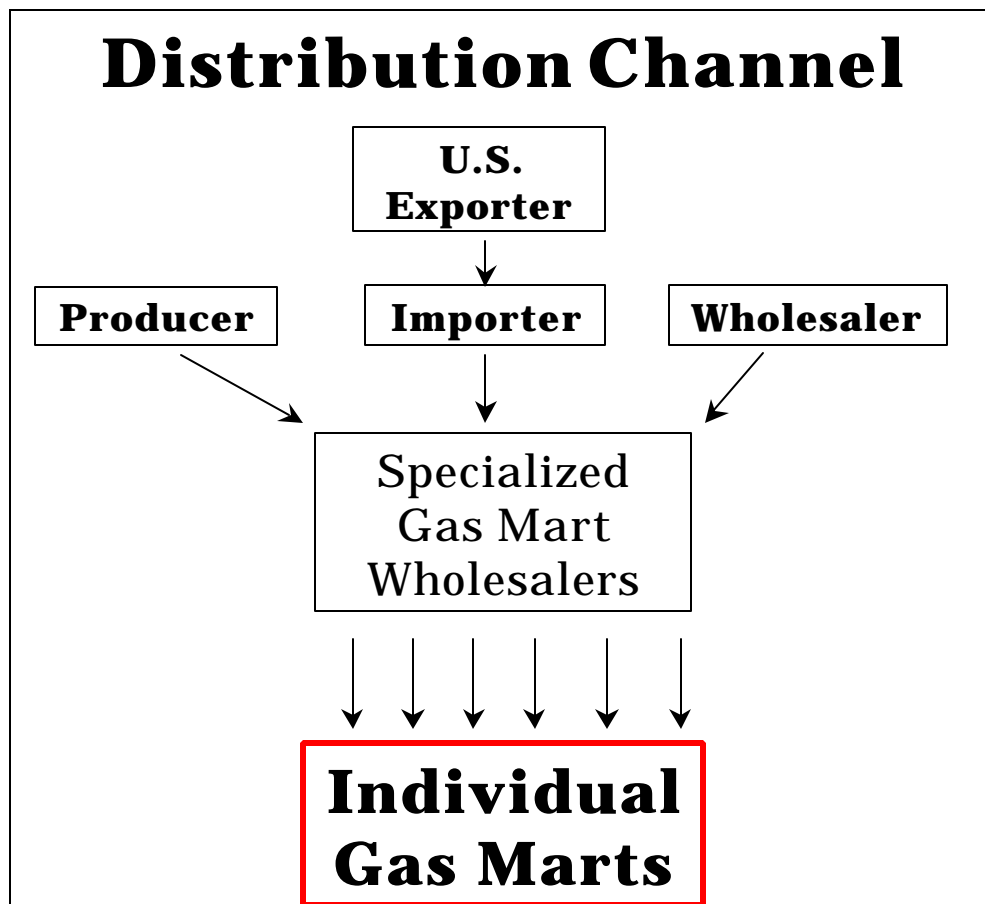 Distribution Channel
U.S.
Exporter
Producer
Importer
Wholesaler
Specialized
Gas Mart
Wholesalers
Individual
Gas Marts